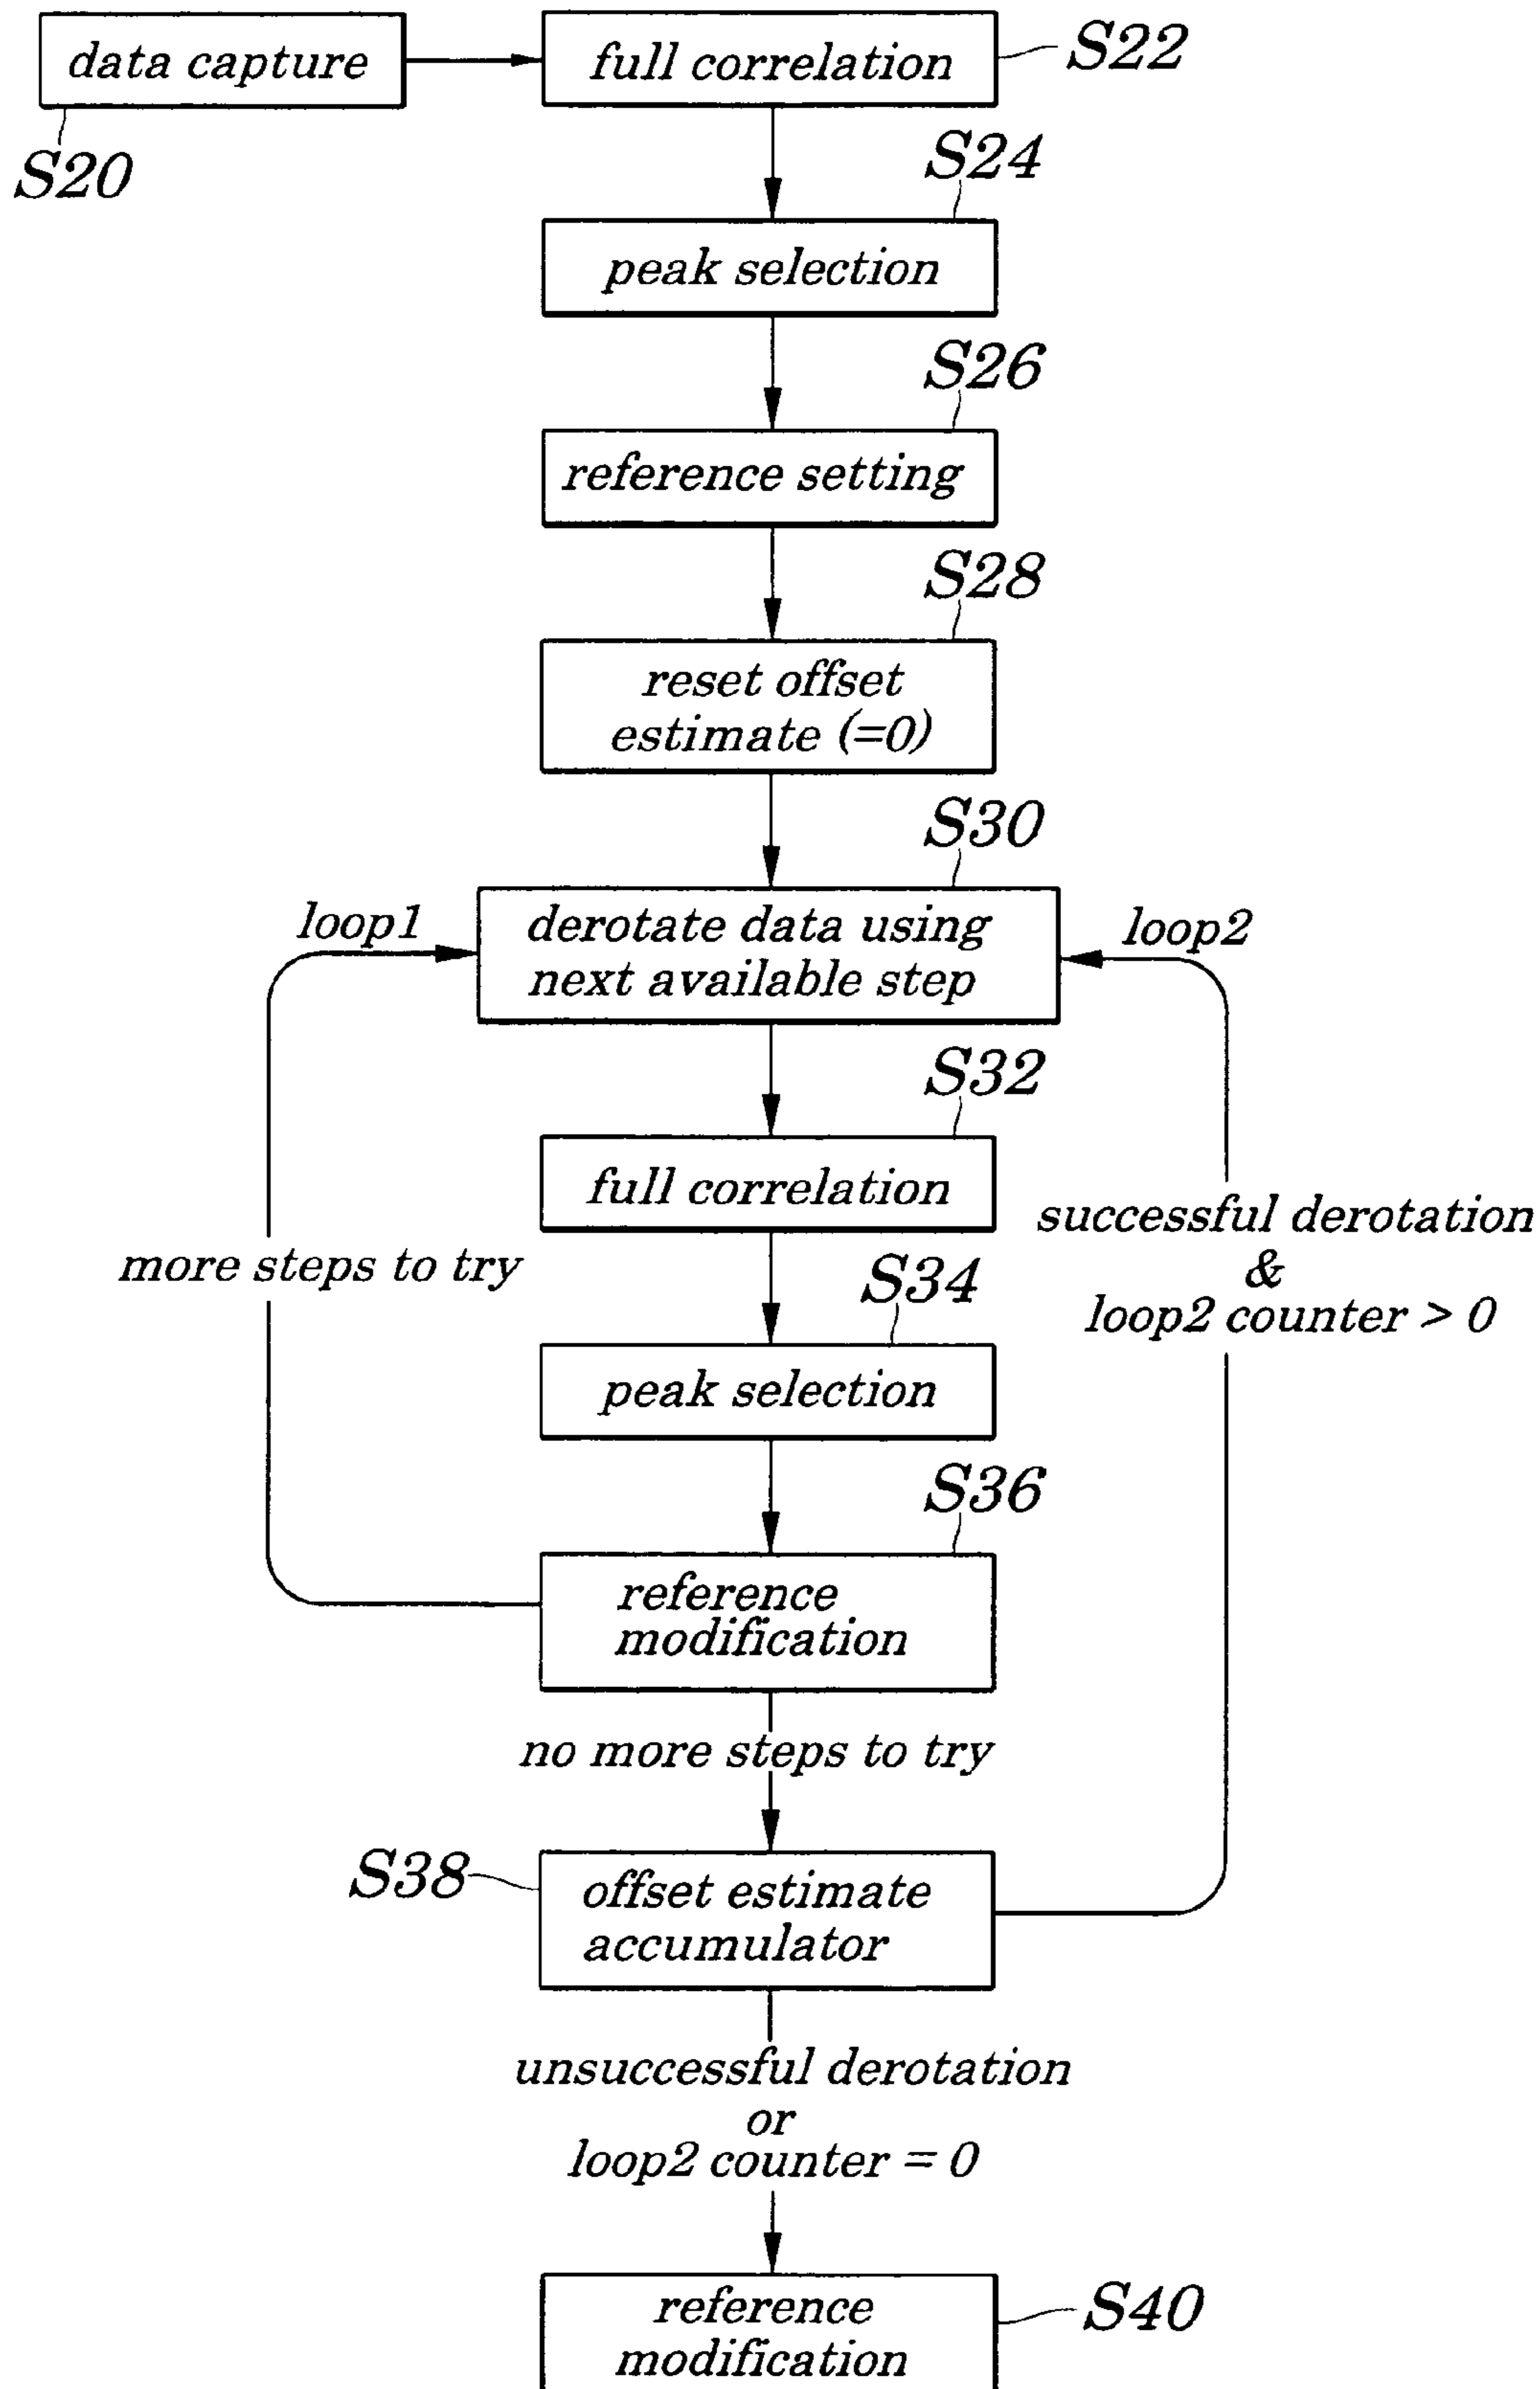 data capture
full correlation
S22
S20
S24
peak selection
S26
reference setting
S28
reset offset
estimate (=0)
S30
loop1
derotate data using
next available step
loop2
S32
full correlation
more steps to try
successful derotation
&
loop2 counter > 0
S34
peak selection
S36
reference
modification
no more steps to try
S38
offset estimate
accumulator
unsuccessful derotation
or
loop2 counter = 0
reference
modification
S40